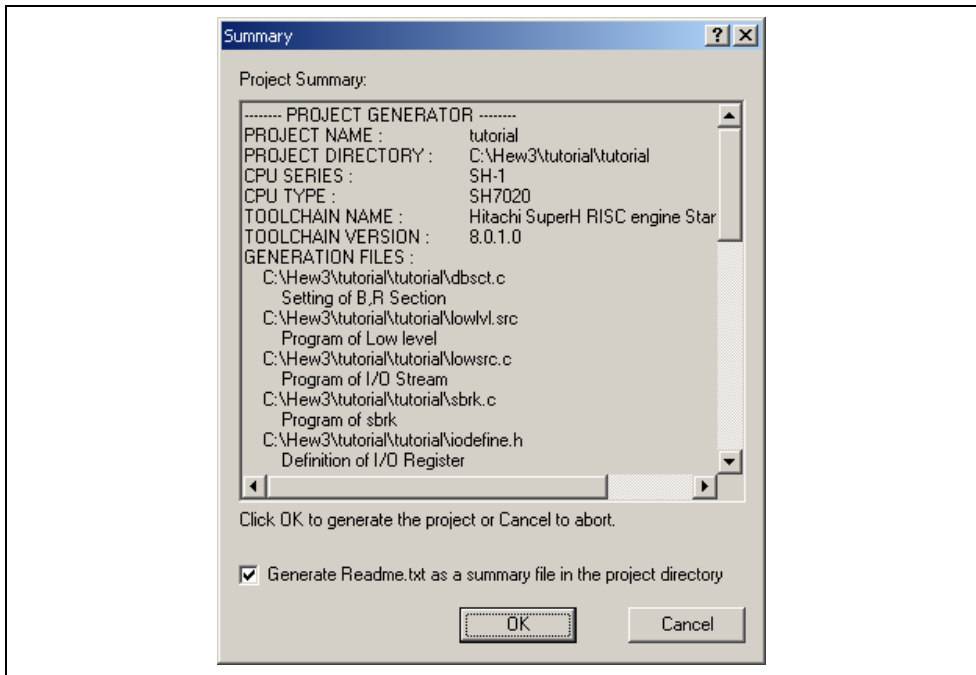 Summary
Project Summary:
-------- PROJECT GENERATOR --------
PROJECT NAME : tutorial
PROJECT DIRECTORY : C:\Hew3\tutorial\tutorial
CPU SERIES : SH-1
CPU TYPE : SH7020
TOOLCHAIN NAME : Hitachi SuperH RISC engine Star
TOOLCHAIN VERSION : 8.0.1.0
GENERATION FILES :
C:\Hew3\tutorial\tutorial\dbsct.c
Setting of B,R Section
C:\Hew3\tutorial\tutorial\lowlvl.src
Program of Low level
C:\Hew3\tutorial\tutorial\lowsrc.c
Program of I/O Stream
C:\Hew3\tutorial\tutorial\sbrk.c
Program of sbrk
C:\Hew3\tutorial\tutorial\iodefine.h
Definition of I/O Register
Click OK to generate the project or Cancel to abort.
Generate Readme.txt as a summary file in the project directory
OK Cancel